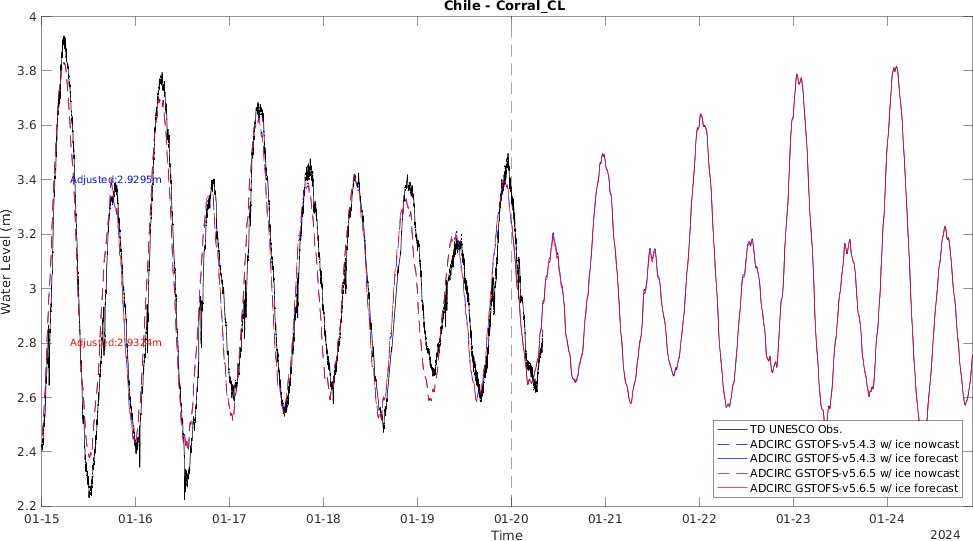 Chile - Corral_CL
4
3.8
3.6
3.4
3.2
3
2.8
2.6
2.4
2.2
Water Level (m)
Adjusted:2.9295m
Adjusted:2.9324m
TD UNESCO Obs.
ADCIRC GSTOFS-v5.4.3 w/ ice nowcast
ADCIRC GSTOFS-v5.4.3 w/ ice forecast
ADCIRC GSTOFS-v5.6.5 w/ ice nowcast
ADCIRC GSTOFS-v5.6.5 w/ ice forecast
01-15 01-16 01-17 01-18 01-19 01-20 01-21 01-22 01-23 01-24
Time
2024